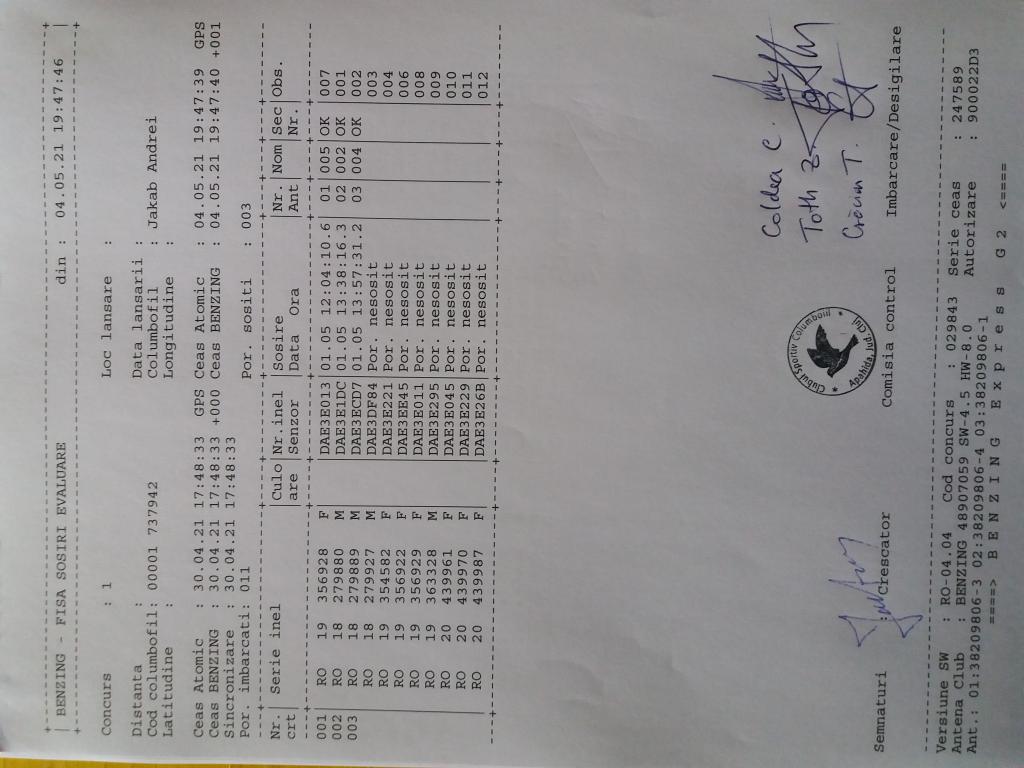 | BENZING - FISA SOSIRI EVALUARE din : 04.05.21 19:47:46 |
Concurs : 1 Loc lansare :
Distanta : Data lansarii :
Cod columbofil: 00001 737942 Columbofil : Jakab Andrei
Latitudine : Longitudine :
Ceas Atomic : 30.04.21 17:48:33 GPS Ceas Atomic : 04.05.21 19:47:39 GPS
Ceas BENZING : 30.04.21 17:48:33 +000 Ceas BENZING : 04.05.21 19:47:40 +001
Sincronizare : 30.04.21 17:48:33
Por. imbarcati: 011 Por. sositi : 003
Nr.| Serie inel |Culo|Nr.inel |Sosire |Nr. |Nom|Sec|Obs.
crt| |are |Senzor |Data Ora |Ant | |Nr.|
001 | RO 19 356928 F | |DAE3E013|01.05 12:04:10.6| 01|005|OK |007
002 | RO 18 279880 M | |DAE3E1DC|01.05 13:38:16.3| 02|002|OK |001
003 | RO 18 279889 M | |DAE3ECD7|01.05 13:57:31.2| 03|004|OK |002
| RO 18 279927 M | |DAE3DF84|Por. nesosit | | | |003
| RO 19 354582 F | |DAE3E221|Por. nesosit | | | |004
| RO 19 356922 F | |DAE3EE45|Por. nesosit | | | |006
| RO 19 356929 F | |DAE3E011|Por. nesosit | | | |008
| RO 19 363328 M | |DAE3E295|Por. nesosit | | | |009
| RO 20 439961 F | |DAE3E045|Por. nesosit | | | |010
| RO 20 439970 F | |DAE3E229|Por. nesosit | | | |011
| RO 20 439987 F | |DAE3E26B|Por. nesosit | | | |012
Coldea C.
Toth Z
Clubul Sportiv Columbofil
Apahida, Jud. Cluj
Crăciun T.
Semnaturi : Crescator Comisia control Imbarcare/Desigilare
Versiune SW : RO-04.04 Cod concurs : 029843 Serie ceas : 247589
Antena Club : BENZING 48907059 SW-4.5 HW-8.0 Autorizare : 900022D3
Ant.: 01:38209806-3 02:38209806-4 03:38209806-1
====> B E N Z I N G E x p r e s s G 2 <====